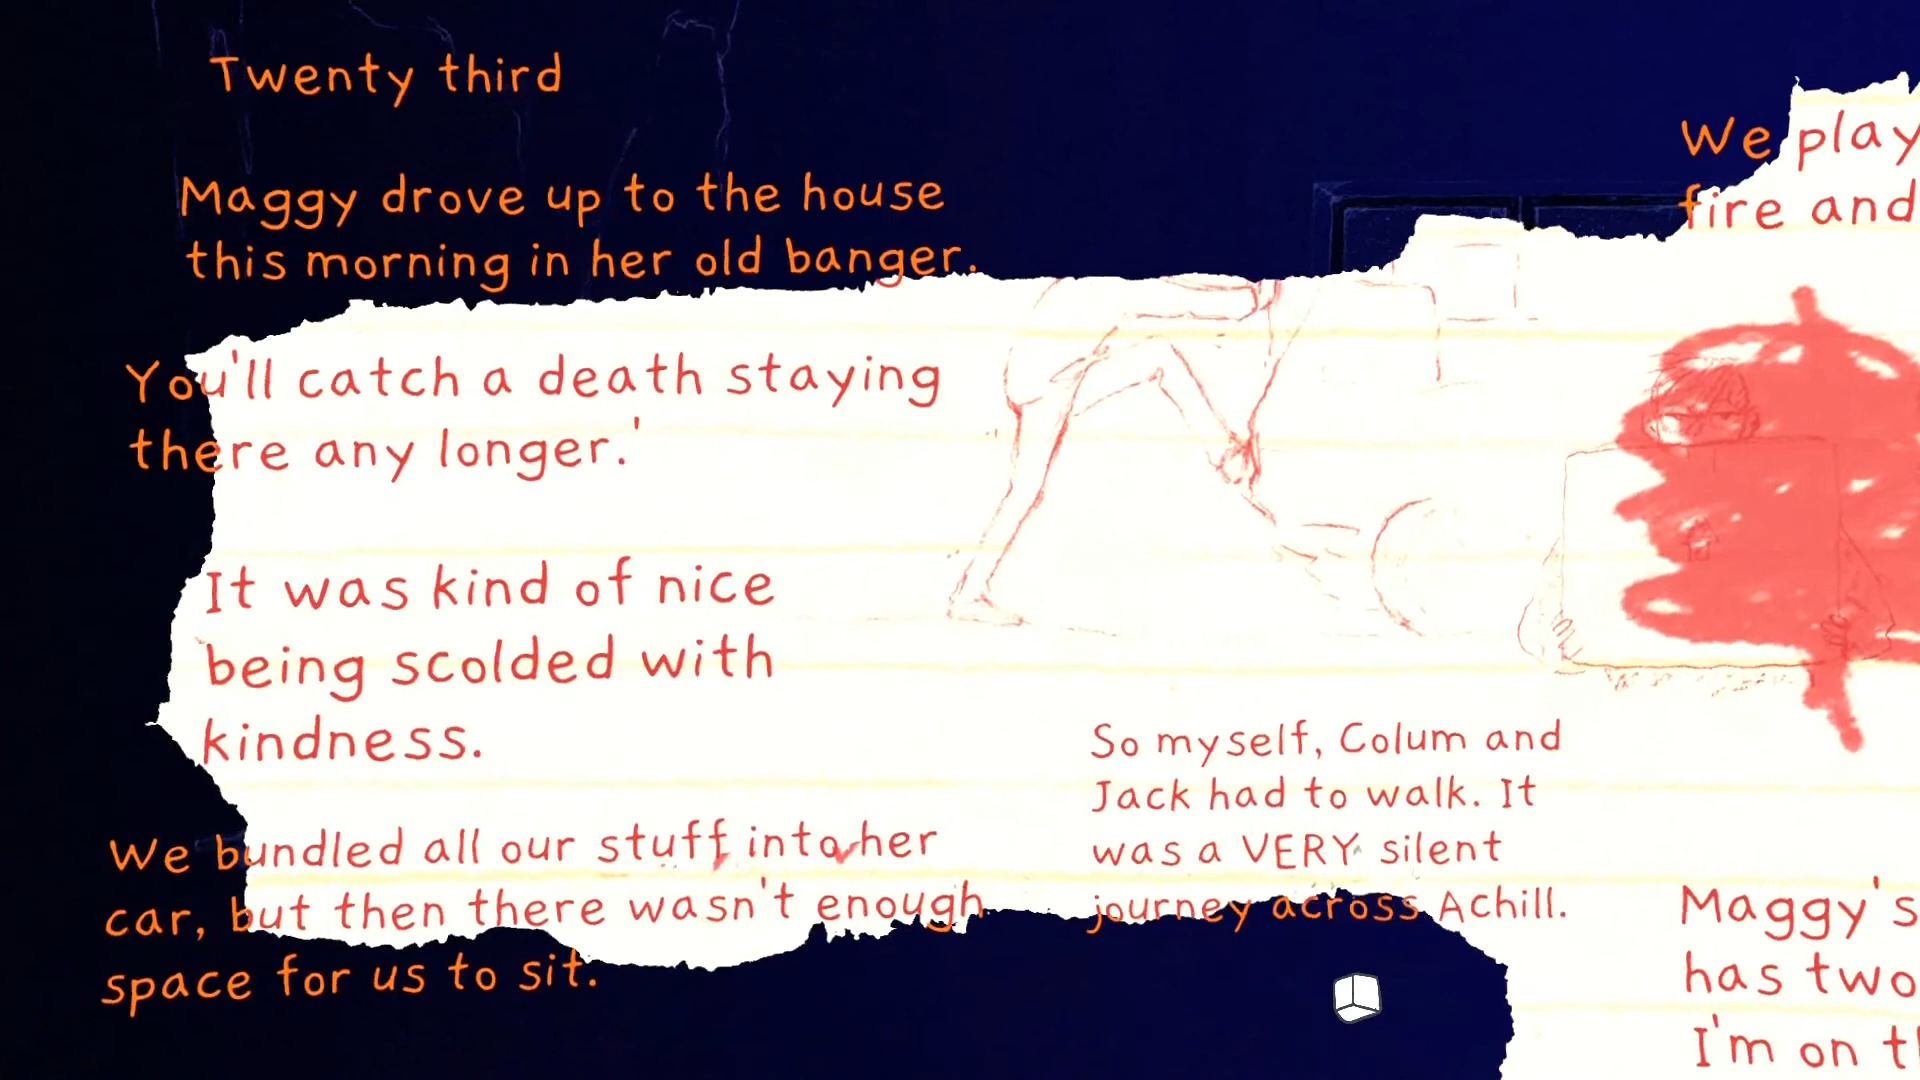 Twenty third
Maggy drove up to the house
this morning in her old banger.
You'll catch a death staying
there any longer.'
It was kind of nice
being scolded with
kindness.
We bundled all our stuff into her
car, but then there wasn't enough
space for us to sit.
So myself, Colum and
Jack had to walk. It
was a VERY silent
journey across Achill.
We play
fire and
Maggy's
has two
I'm on